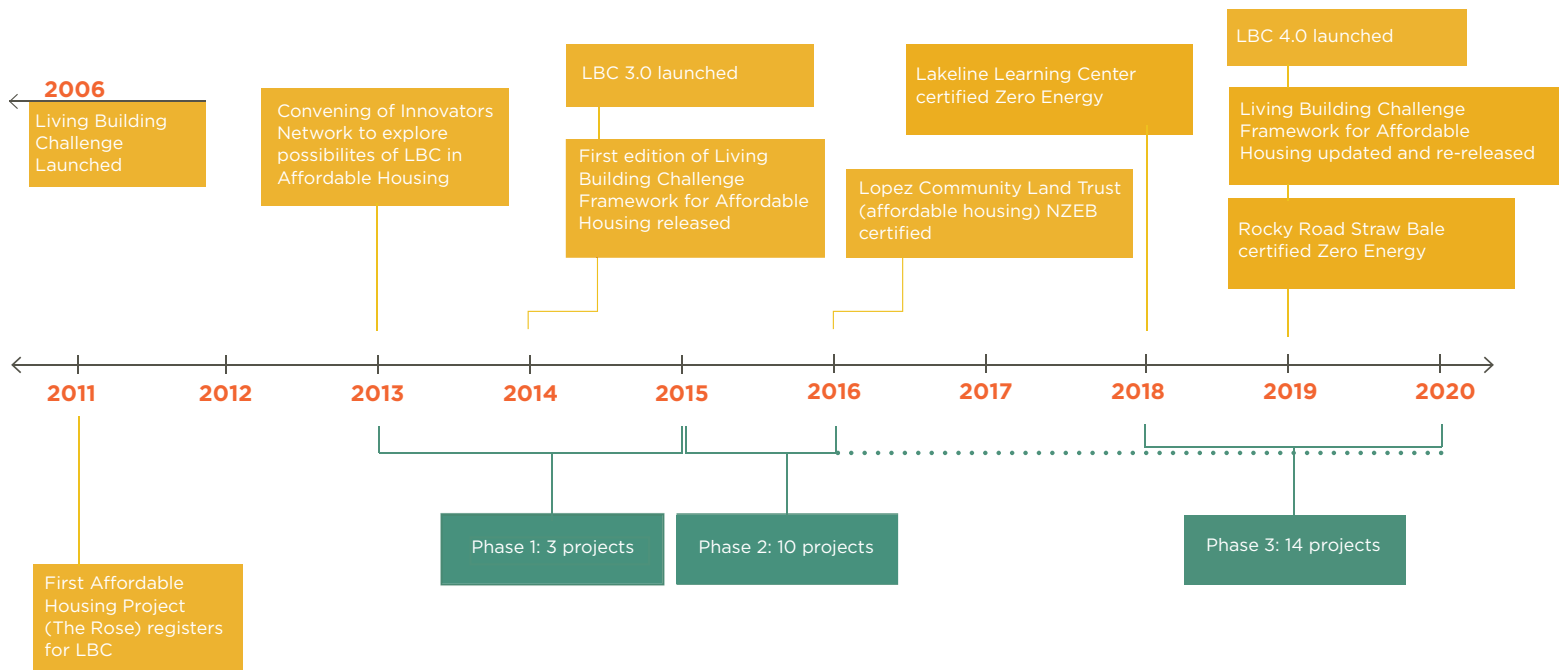 2006
Living Building
Challenge
Launched
Convening of Innovators
Network to explore
possibilites of LBC in
Affordable Housing
LBC 3.0 launched
First edition of Living
Building Challenge
Framework for Affordable
Housing released
Lopez Community Land Trust
(affordable housing) NZEB
certified
Lakeline Learning Center
certified Zero Energy
LBC 4.0 launched
Living Building Challenge
Framework for Affordable
Housing updated and re-released
Rocky Road Straw Bale
certified Zero Energy
2011
2012
2013
2014
2015
2016
2017
2018
2019
2020
Phase 1: 3 projects
Phase 2: 10 projects
Phase 3: 14 projects
First Affordable
Housing Project
(The Rose) registers
for LBC